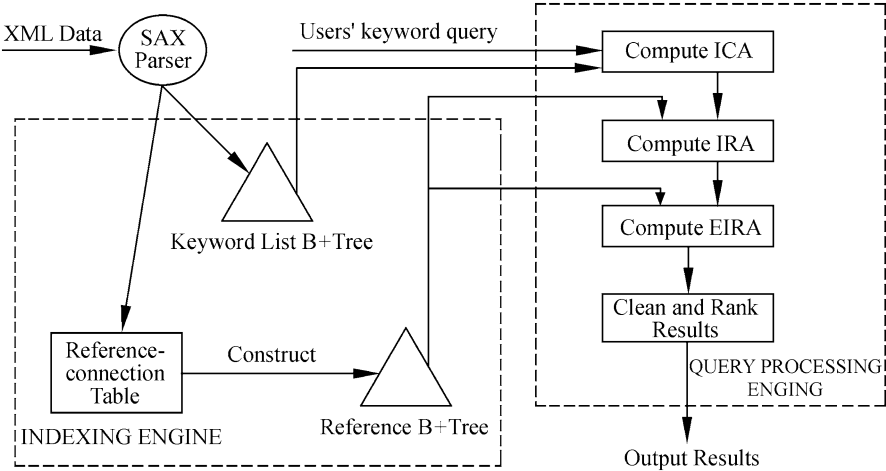 XML Data
SAX
Parser
Users' keyword query
Compute ICA
Compute IRA
Keyword List B+Tree
Compute EIRA
Clean and Rank
Results
Reference-
connection
Table
Construct
QUERY PROCESSING
ENGING
Reference B+Tree
INDEXING ENGINE
Output Results